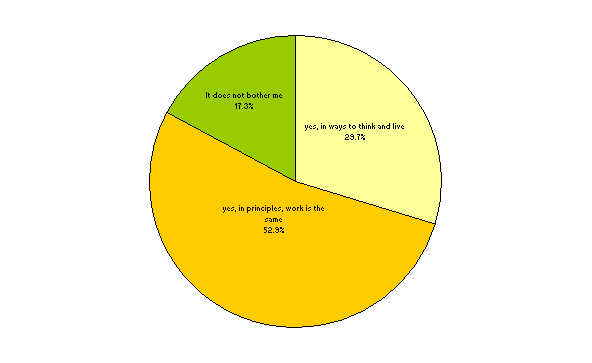 It does not bother me
17.3%
yes, in ways to think and live
29.7%
yes, in principles, work is the
same
52.9%